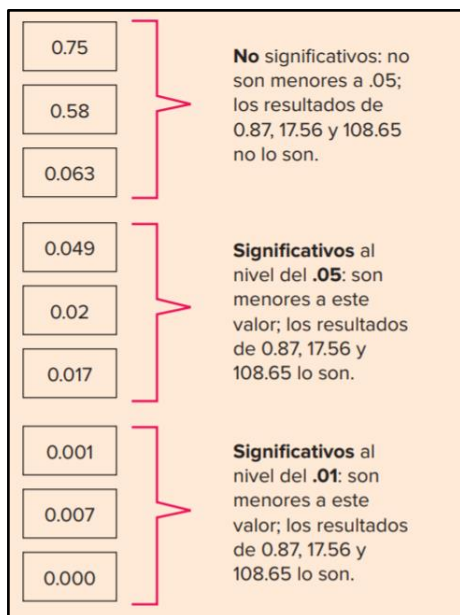 0.75
0.58
0.063
No significativos: no
son menores a .05;
los resultados de
0.87, 17.56 y 108.65
no lo son.
0.049
0.02
0.017
Significativos al
nivel del .05: son
menores a este
valor; los resultados
de 0.87, 17.56 y
108.65 lo son.
0.001
0.007
0.000
Significativos al
nivel del .01: son
menores a este
valor; los resultados
de 0.87, 17.56 y
108.65 lo son.